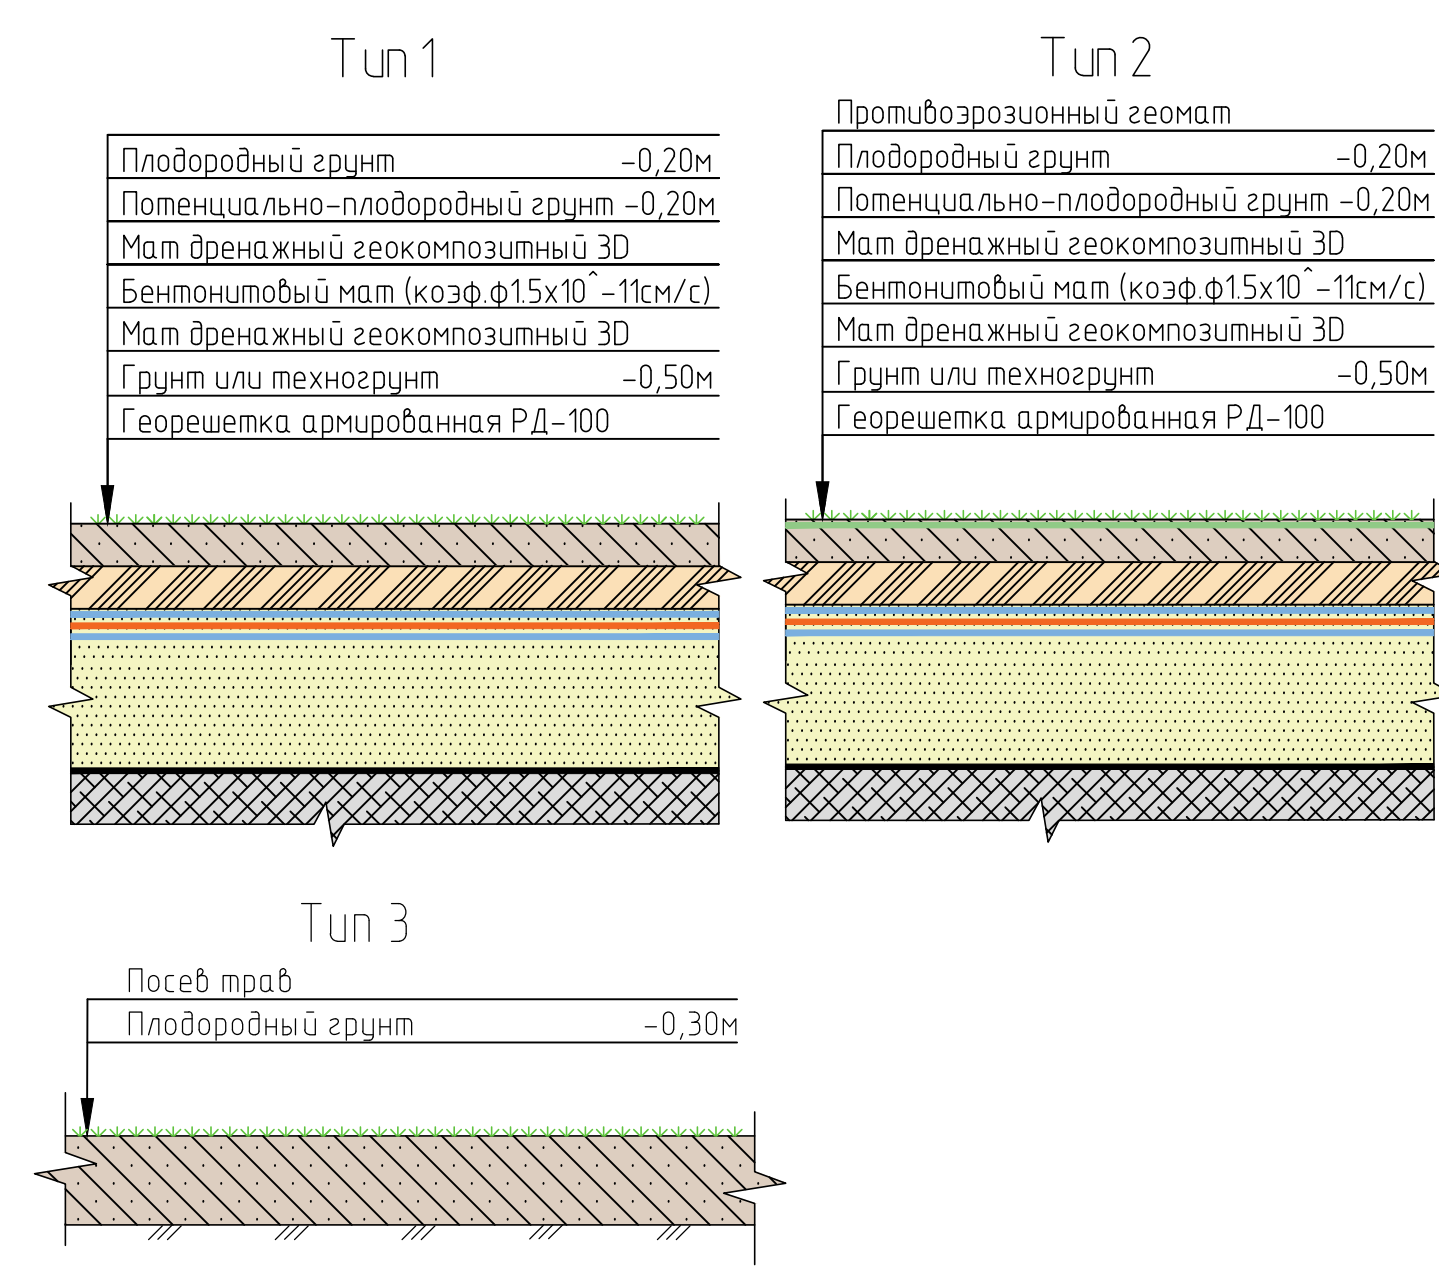 Тип 1
Плодородный грунт -0,20м
Потенциально-плодородный грунт -0,20м
Мат дренажный геокомпозитный 3D
Бентонитовый мат (коэф.ф1.5х10^-11см/с)
Мат дренажный геокомпозитный 3D
Грунт или техногрунт -0,50м
Георешетка армированная РД-100
Тип 2
Противоэрозионный геомат
Плодородный грунт -0,20м
Потенциально-плодородный грунт -0,20м
Мат дренажный геокомпозитный 3D
Бентонитовый мат (коэф.ф1.5х10^-11см/с)
Мат дренажный геокомпозитный 3D
Грунт или техногрунт -0,50м
Георешетка армированная РД-100
Тип 3
Посев трав
Плодородный грунт -0,30м